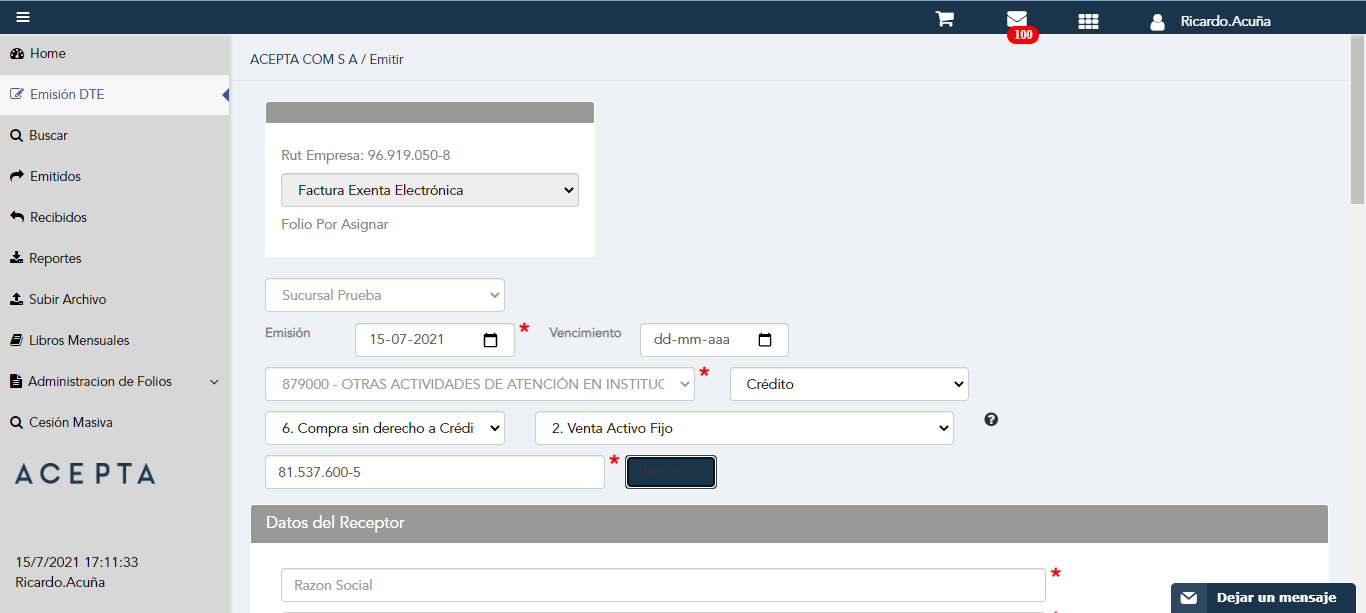 100
Ricardo.Acuña
Home
Emisión DTE
Buscar
Emitidos
Recibidos
Reportes
Subir Archivo
Libros Mensuales
Administracion de Folios
Cesión Masiva
ACEPTA
15/7/2021 17:11:33
Ricardo.Acuña
ACEPTA COM S A / Emitir
Rut Empresa: 96.919.050-8
Factura Exenta Electrónica
Folio Por Asignar
Sucursal Prueba
Emisión 15-07-2021 * Vencimiento dd-mm-aaa
879000 - OTRAS ACTIVIDADES DE ATENCIÓN EN INSTITUC * Crédito
6. Compra sin derecho a Crédi 2. Venta Activo Fijo ?
81.537.600-5 *
Datos del Receptor
Razon Social *
Dejar un mensaje